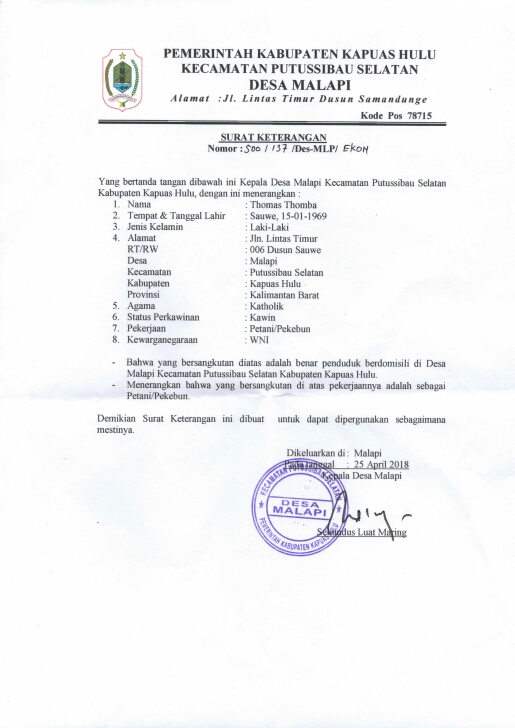 PEMERINTAH KABUPATEN KAPUAS HULU
KECAMATAN PUTUSSIBAU SELATAN
DESA MALAPI
Alamat :Jl. Lintas Timur Dusun Samandunge
Kode Pos 78715
SURAT KETERANGAN
Nomor : 500 / 137 /Des-MLP/ EKON
Yang bertanda tangan dibawah ini Kepala Desa Malapi Kecamatan Putussibau Selatan
Kabupaten Kapuas Hulu, dengan ini menerangkan :
1. Nama : Thomas Thomba
2. Tempat & Tanggal Lahir : Sauwe, 15-01-1969
3. Jenis Kelamin : Laki-Laki
4. Alamat : Jln. Lintas Timur
RT/RW : 006 Dusun Sauwe
Desa : Malapi
Kecamatan : Putussibau Selatan
Kabupaten : Kapuas Hulu
Provinsi : Kalimantan Barat
5. Agama : Katholik
6. Status Perkawinan : Kawin
7. Pekerjaan : Petani/Pekebun
8. Kewarganegaraan : WNI
- Bahwa yang bersangkutan diatas adalah benar penduduk berdomisili di Desa
Malapi Kecamatan Putussibau Selatan Kabupaten Kapuas Hulu.
- Menerangkan bahwa yang bersangkutan di atas pekerjaannya adalah sebagai
Petani/Pekebun.
Demikian Surat Keterangan ini dibuat untuk dapat dipergunakan sebagaimana
mestinya.
Dikeluarkan di : Malapi
Pada tanggal : 25 April 2018
Kepala Desa Malapi
KECAMATAN PUTUSSIBAU SELATAN
DESA
MALAPI
PEMERINTAH KABUPATEN KAPUAS HULU
Sekundus Luat Maring